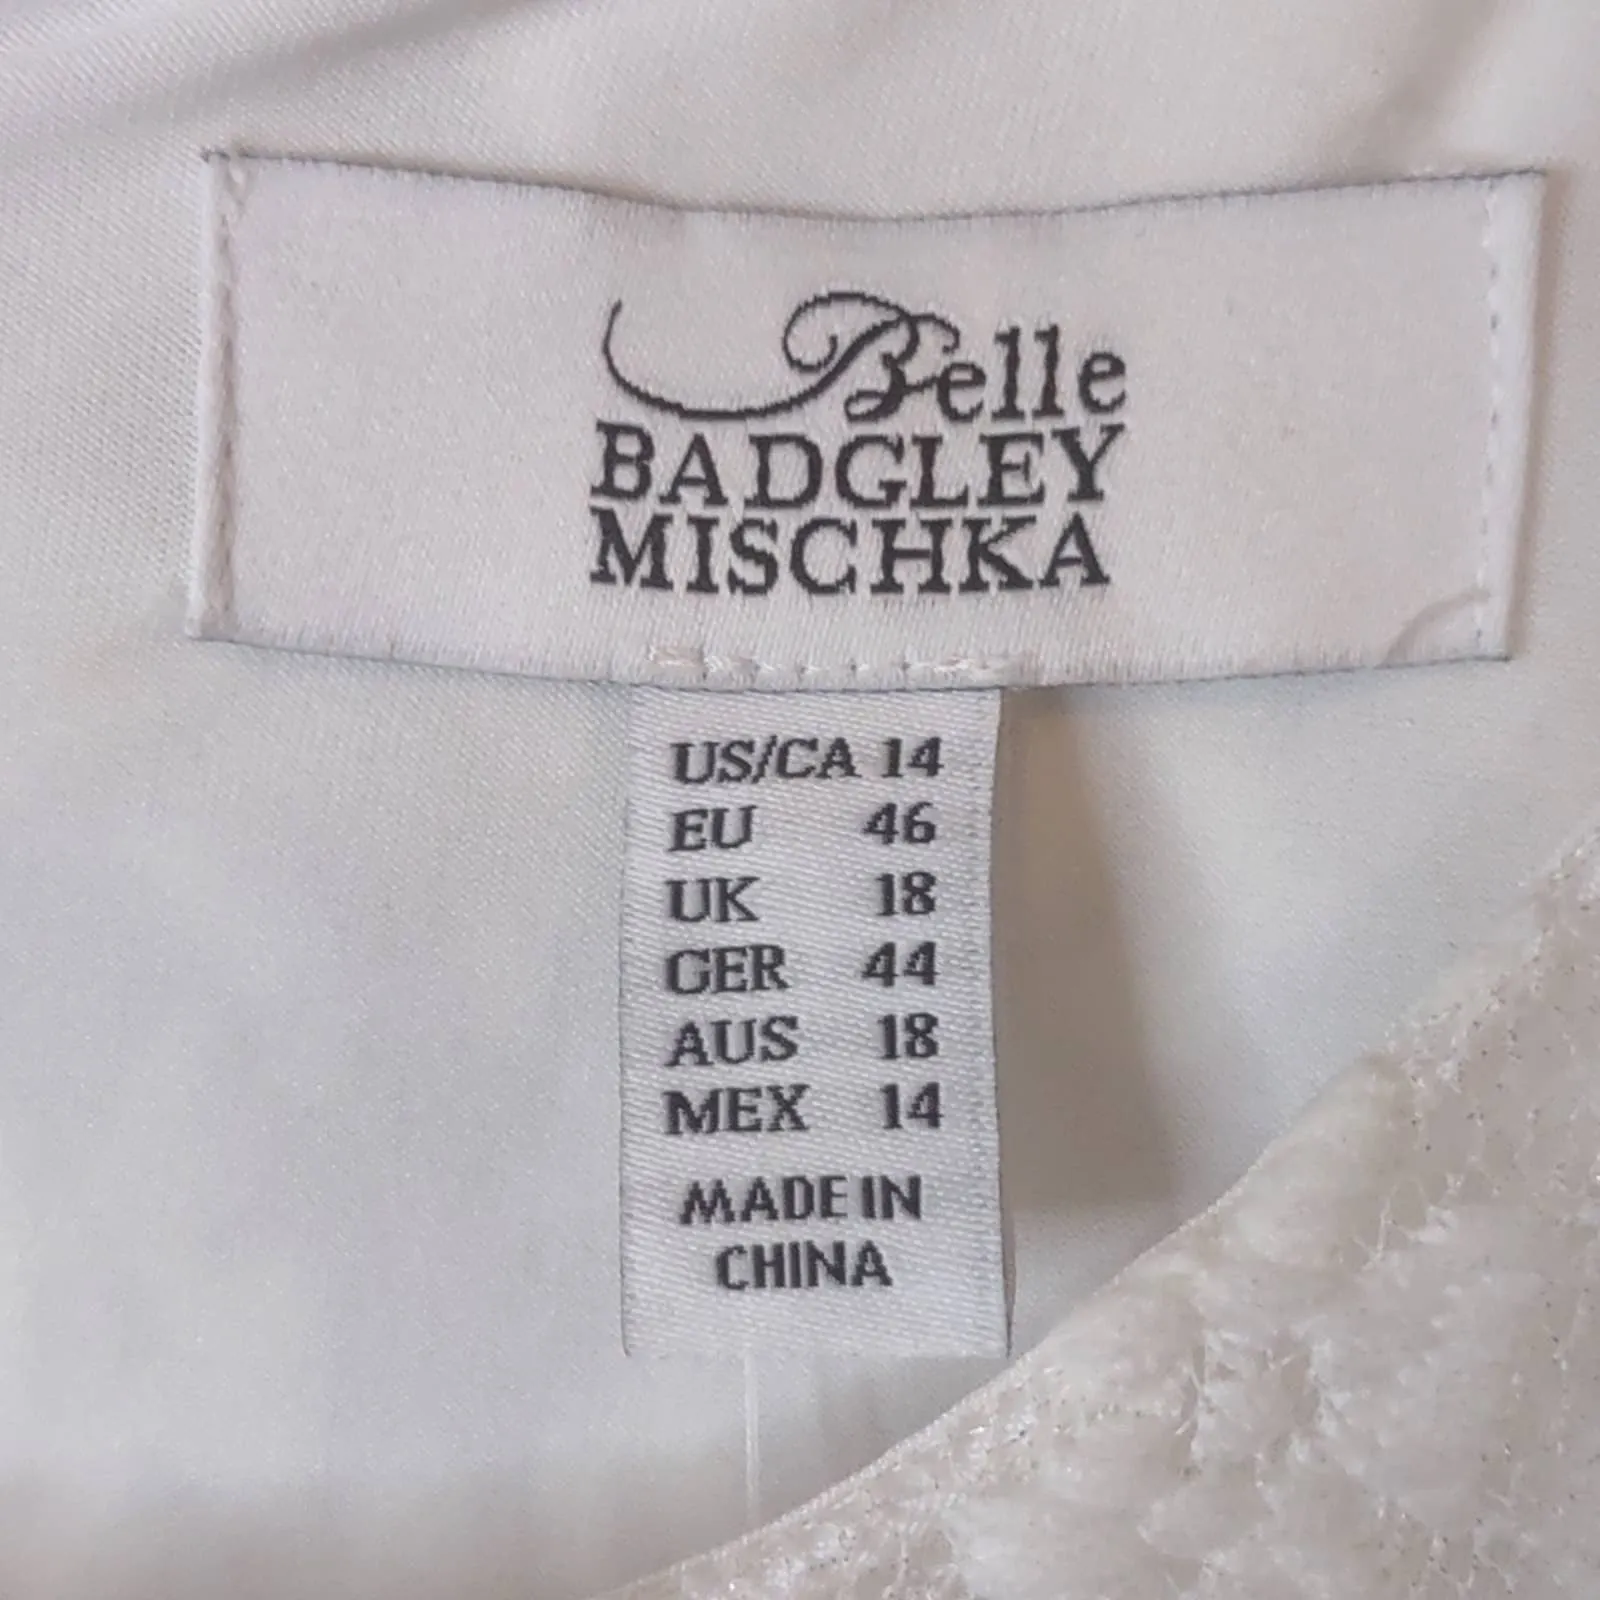 Belle
BADGLEY
MISCHKA
US/CA 14
EU 46
UK 18
GER 44
AUS 18
MEX 14
MADE IN
CHINA